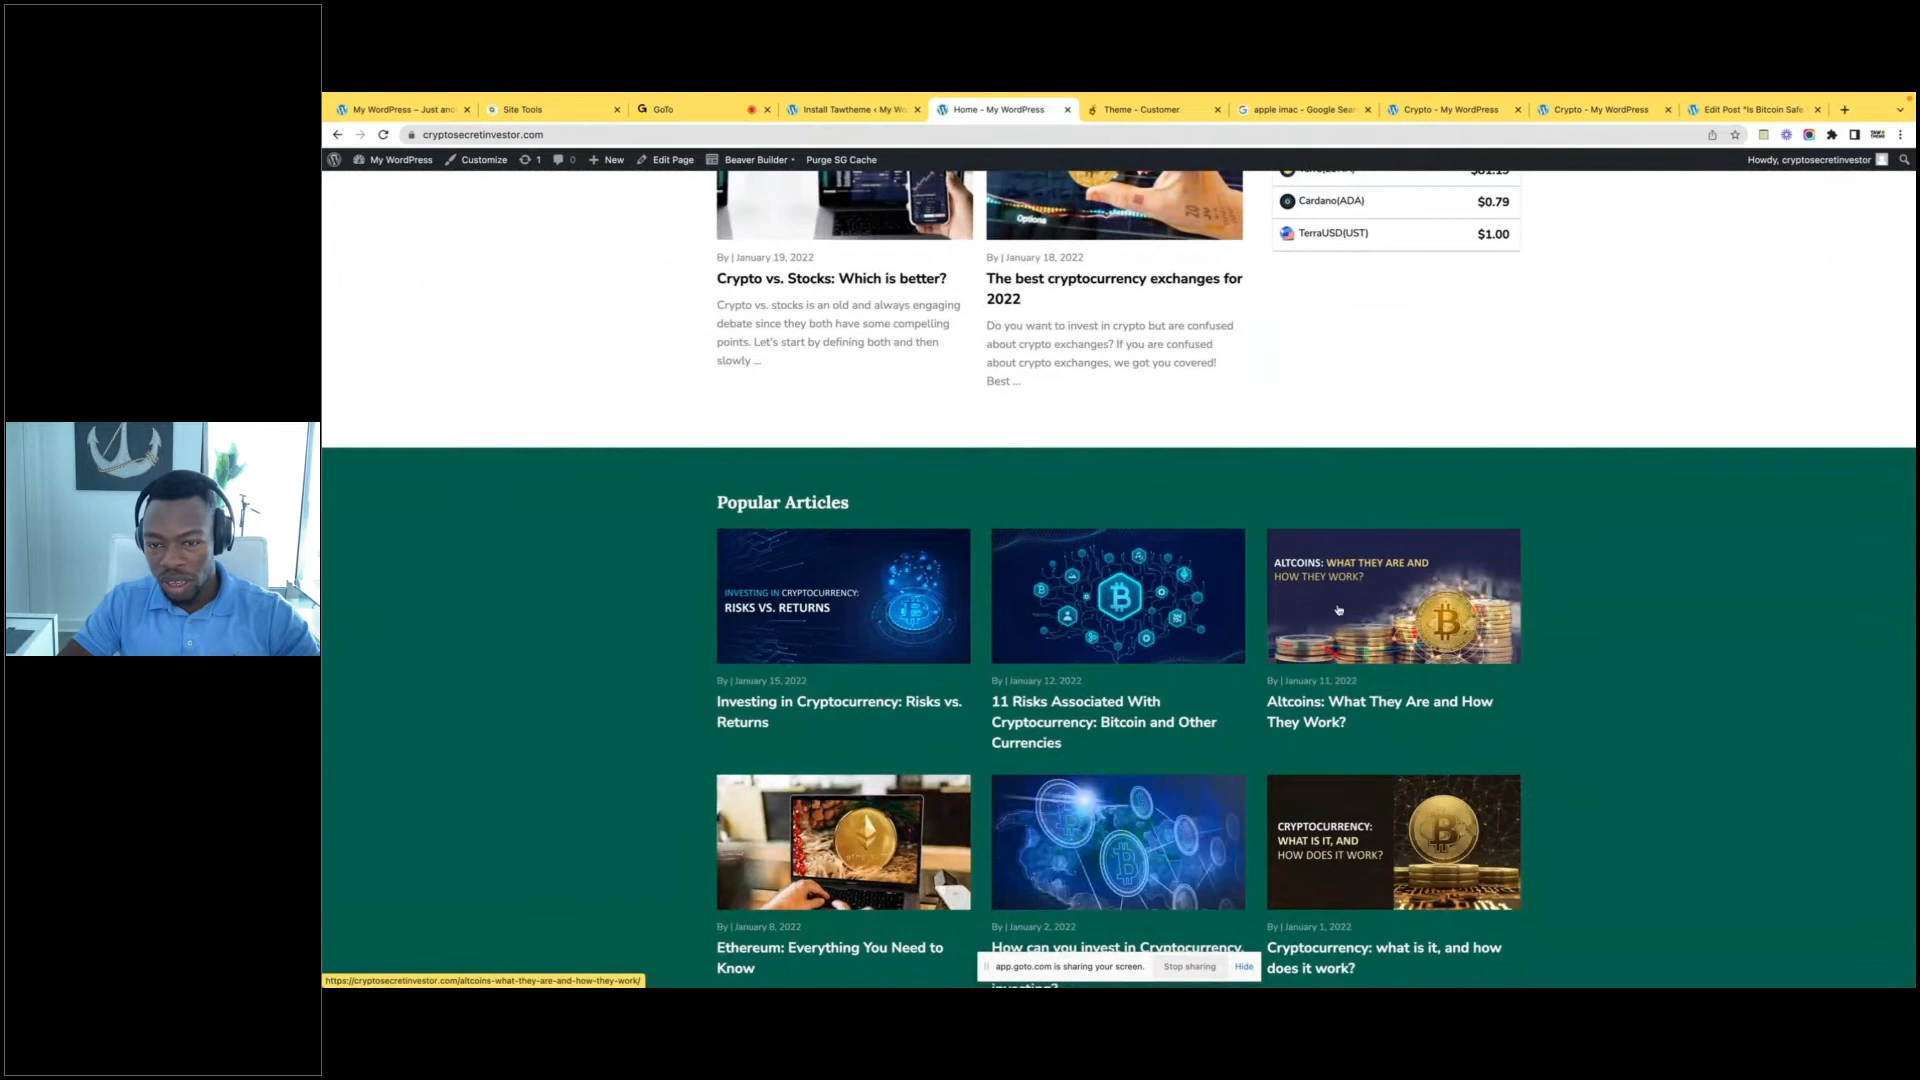 My WordPress – Just ano
Site Tools
GoTo
Install Tawtheme ‹ My Wo
Home - My WordPress
Theme - Customer
apple imac - Google Sear
Crypto - My WordPress
Crypto - My WordPress
Edit Post "Is Bitcoin Safe
cryptosecretinvestor.com
My WordPress
Customize
1
0
New
Edit Page
Beaver Builder
Purge SG Cache
Howdy, cryptosecretinvestor
Options
Cardano(ADA) $0.79
TerraUSD(UST) $1.00
By | January 19, 2022
Crypto vs. Stocks: Which is better?
Crypto vs. stocks is an old and always engaging
debate since they both have some compelling
points. Let's start by defining both and then
slowly ...
By | January 18, 2022
The best cryptocurrency exchanges for
2022
Do you want to invest in crypto but are confused
about crypto exchanges? If you are confused
about crypto exchanges, we got you covered!
Best ...
Popular Articles
INVESTING IN CRYPTOCURRENCY:
RISKS VS. RETURNS
ALTCOINS: WHAT THEY ARE AND
HOW THEY WORK?
By | January 15, 2022
Investing in Cryptocurrency: Risks vs.
Returns
By | January 12, 2022
11 Risks Associated With
Cryptocurrency: Bitcoin and Other
Currencies
By | January 11, 2022
Altcoins: What They Are and How
They Work?
CRYPTOCURRENCY:
WHAT IS IT, AND
HOW DOES IT WORK?
By | January 8, 2022
Ethereum: Everything You Need to
Know
By | January 2, 2022
How can you invest in Cryptocurrency,
investing?
By | January 1, 2022
Cryptocurrency: what is it, and how
does it work?
app.goto.com is sharing your screen.
Stop sharing
Hide
https://cryptosecretinvestor.com/altcoins-what-they-are-and-how-they-work/